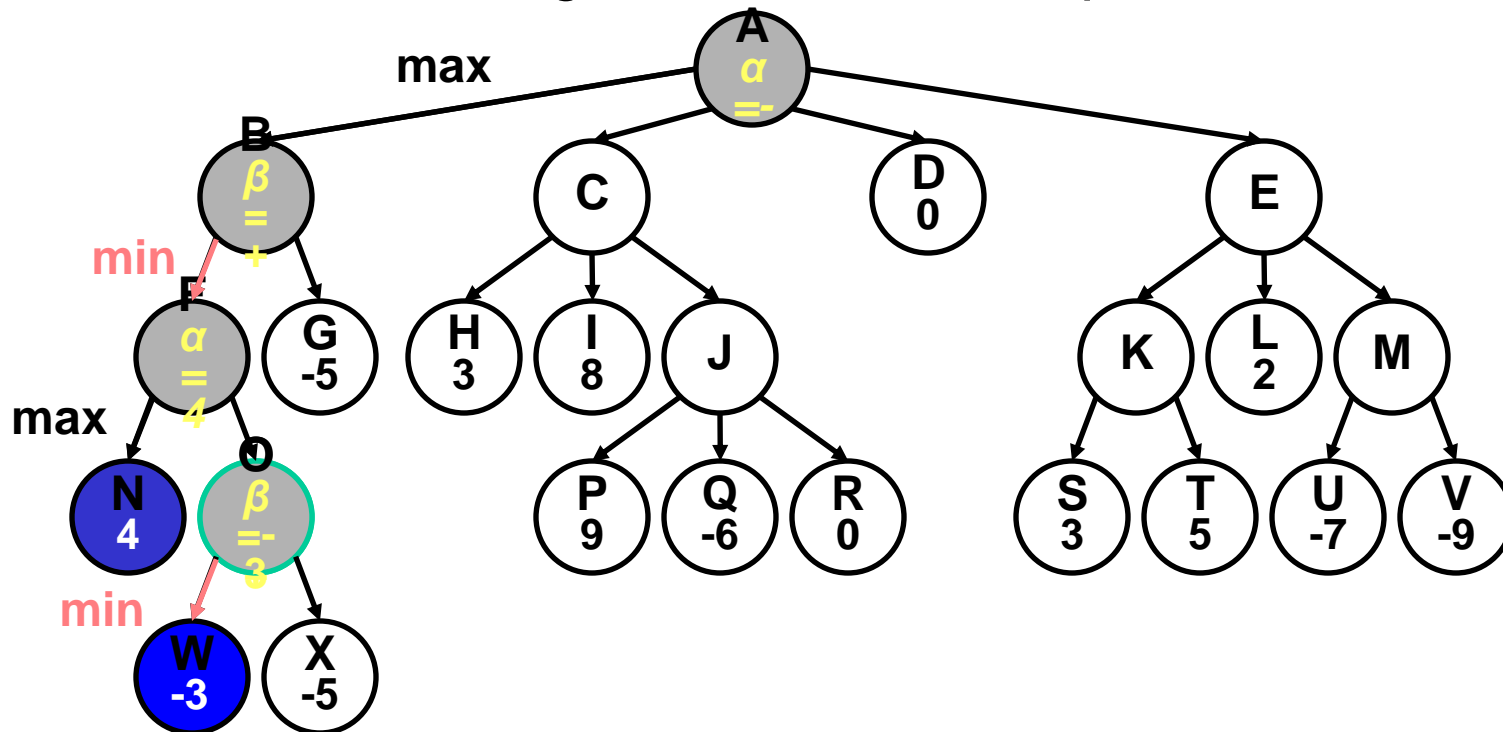 A
α
=-
max
B
β
=
+
C
D
0
E
min
F
α
=
4
G
-5
H
3
I
8
J
K
L
2
M
max
N
4
O
β
=-
3
P
9
Q
-6
R
0
S
3
T
5
U
-7
V
-9
min
W
-3
X
-5